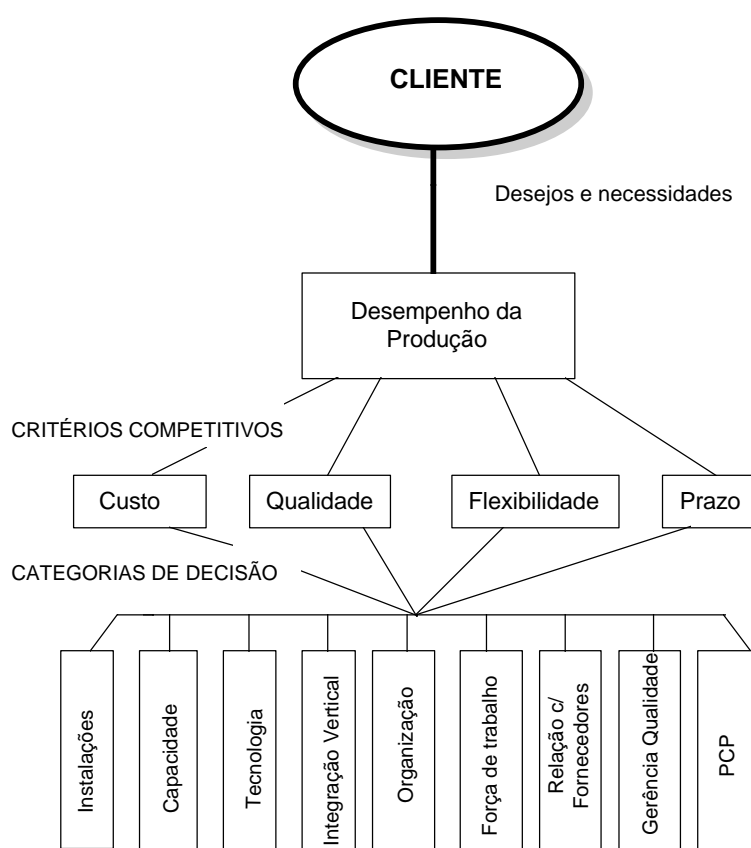 CLIENTE
Desejos e necessidades
Desempenho da
Produção
CRITÉRIOS COMPETITIVOS
Custo
Qualidade
Flexibilidade
Prazo
CATEGORIAS DE DECISÃO
Instalações
Capacidade
Tecnologia
Integração Vertical
Organização
Força de trabalho
Relação c/
Fornecedores
Gerência Qualidade
PCP